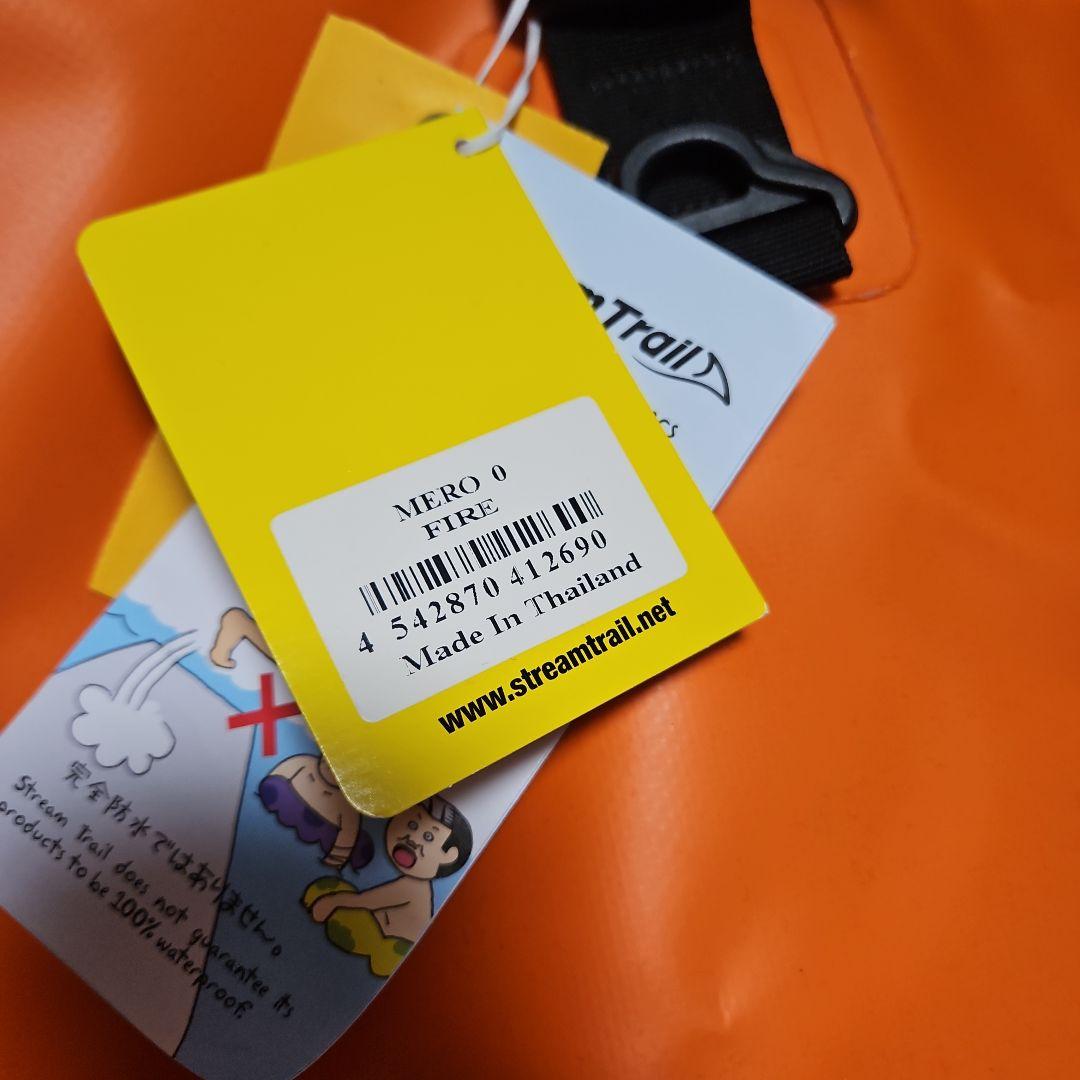 mTrail
MERO 0
FIRE
4 542870 412690
Made In Thailand
www.streamtrail.net
完全防水ではありません。
Stream Trail does not guarantee its
products to be 100% waterproof.